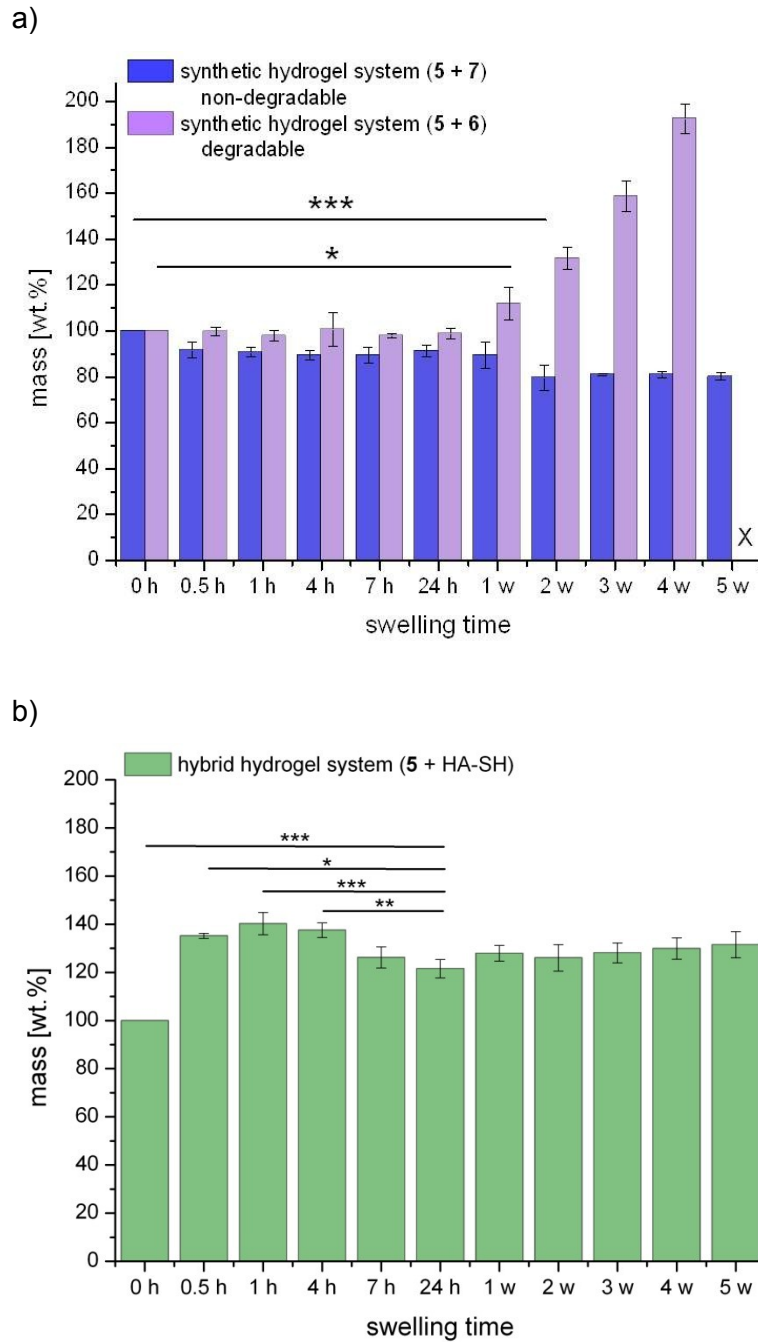 a)
synthetic hydrogel system (5 + 7)
non-degradable
synthetic hydrogel system (5 + 6)
degradable
200
180
160
140
120
100
80
60
40
20
0
mass [wt.%]
***
*
X
0 h 0.5 h 1 h 4 h 7 h 24 h 1 w 2 w 3 w 4 w 5 w
swelling time
b)
hybrid hydrogel system (5 + HA-SH)
200
180
160
140
120
100
80
60
40
20
0
mass [wt.%]
***
*
***
**
0 h 0.5 h 1 h 4 h 7 h 24 h 1 w 2 w 3 w 4 w 5 w
swelling time